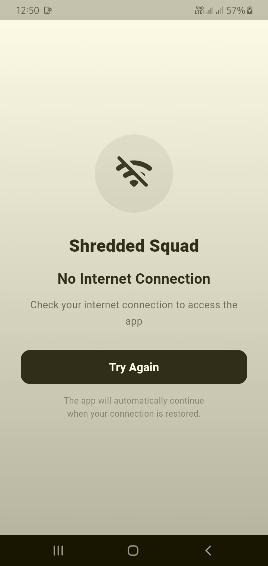 12:50
57%
Shredded Squad
No Internet Connection
Check your internet connection to access the
app
Try Again
The app will automatically continue
when your connection is restored.